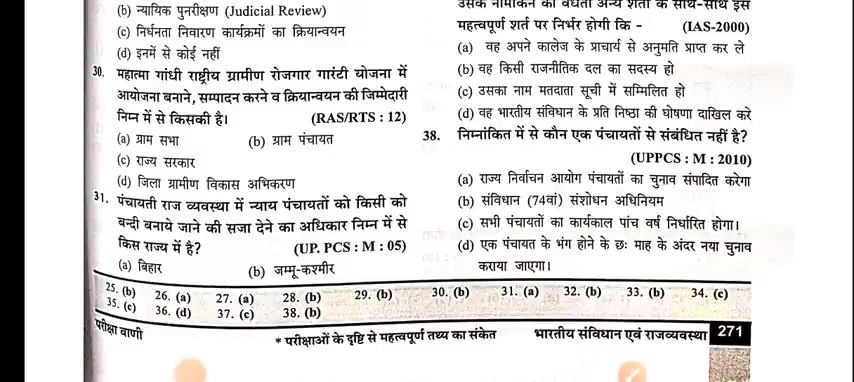 (b) न्यायिक पुनरीक्षण (Judicial Review)
(c) निर्धनता निवारण कार्यक्रमों का क्रियान्वयन
(d) इनमें से कोई नहीं
30. महात्मा गांधी राष्ट्रीय ग्रामीण रोजगार गारंटी योजना में
आयोजना बनाने, सम्पादन करने व क्रियान्वयन की जिम्मेदारी
निम्न में से किसकी है। (RAS/RTS : 12)
(a) ग्राम सभा (b) ग्राम पंचायत
(c) राज्य सरकार
(d) जिला ग्रामीण विकास अभिकरण
31. पंचायती राज व्यवस्था में न्याय पंचायतों को किसी को
बन्दी बनाये जाने की सजा देने का अधिकार निम्न में से
किस राज्य में है? (UP. PCS : M : 05)
(a) बिहार (b) जम्मू-कश्मीर
उसके नामांकन की वैधता अन्य शर्तों के साथ-साथ इस
महत्वपूर्ण शर्त पर निर्भर होगी कि - (IAS-2000)
(a) वह अपने कालेज के प्राचार्य से अनुमति प्राप्त कर ले
(b) वह किसी राजनीतिक दल का सदस्य हो
(c) उसका नाम मतदाता सूची में सम्मिलित हो
(d) वह भारतीय संविधान के प्रति निष्ठा की घोषणा दाखिल करे
38. निम्नांकित में से कौन एक पंचायतों से संबंधित नहीं है?
(UPPCS : M : 2010)
(a) राज्य निर्वाचन आयोग पंचायतों का चुनाव संपादित करेगा
(b) संविधान (74वां) संशोधन अधिनियम
(c) सभी पंचायतों का कार्यकाल पांच वर्ष निर्धारित होगा।
(d) एक पंचायत के भंग होने के छः माह के अंदर नया चुनाव
कराया जाएगा।
25. (b) 26. (a) 27. (a) 28. (b) 29. (b) 30. (b) 31. (a) 32. (b) 33. (b) 34. (c)
35. (c) 36. (d) 37. (c) 38. (b)
परीक्षा वाणी * परीक्षाओं के दृष्टि से महत्वपूर्ण तथ्य का संकेत भारतीय संविधान एवं राजव्यवस्था 271